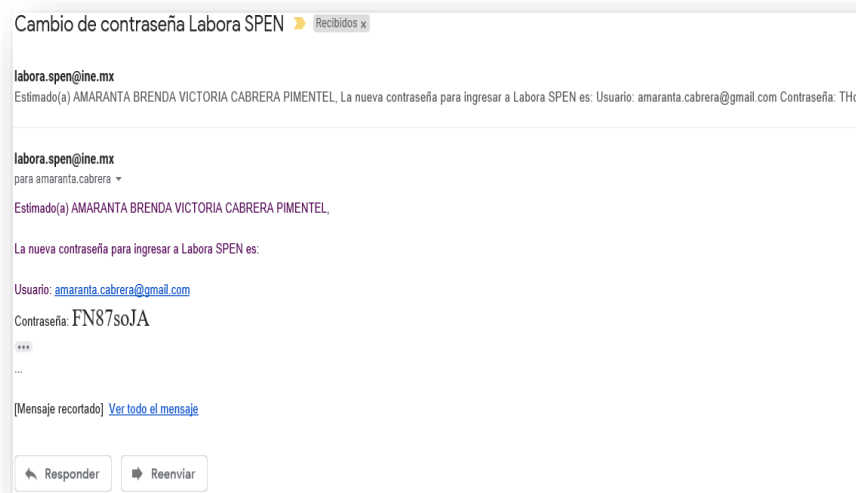 Cambio de contraseña Labora SPEN Recibidos x
labora.spen@ine.mx
Estimado(a) AMARANTA BRENDA VICTORIA CABRERA PIMENTEL, La nueva contraseña para ingresar a Labora SPEN es: Usuario: amaranta.cabrera@gmail.com Contraseña:
labora.spen@ine.mx
para amaranta.cabrera
Estimado(a) AMARANTA BRENDA VICTORIA CABRERA PIMENTEL,
La nueva contraseña para ingresar a Labora SPEN es:
Usuario: amaranta.cabrera@gmail.com
Contraseña: FN87soJA
...
[Mensaje recortado] Ver todo el mensaje
Responder Reenviar